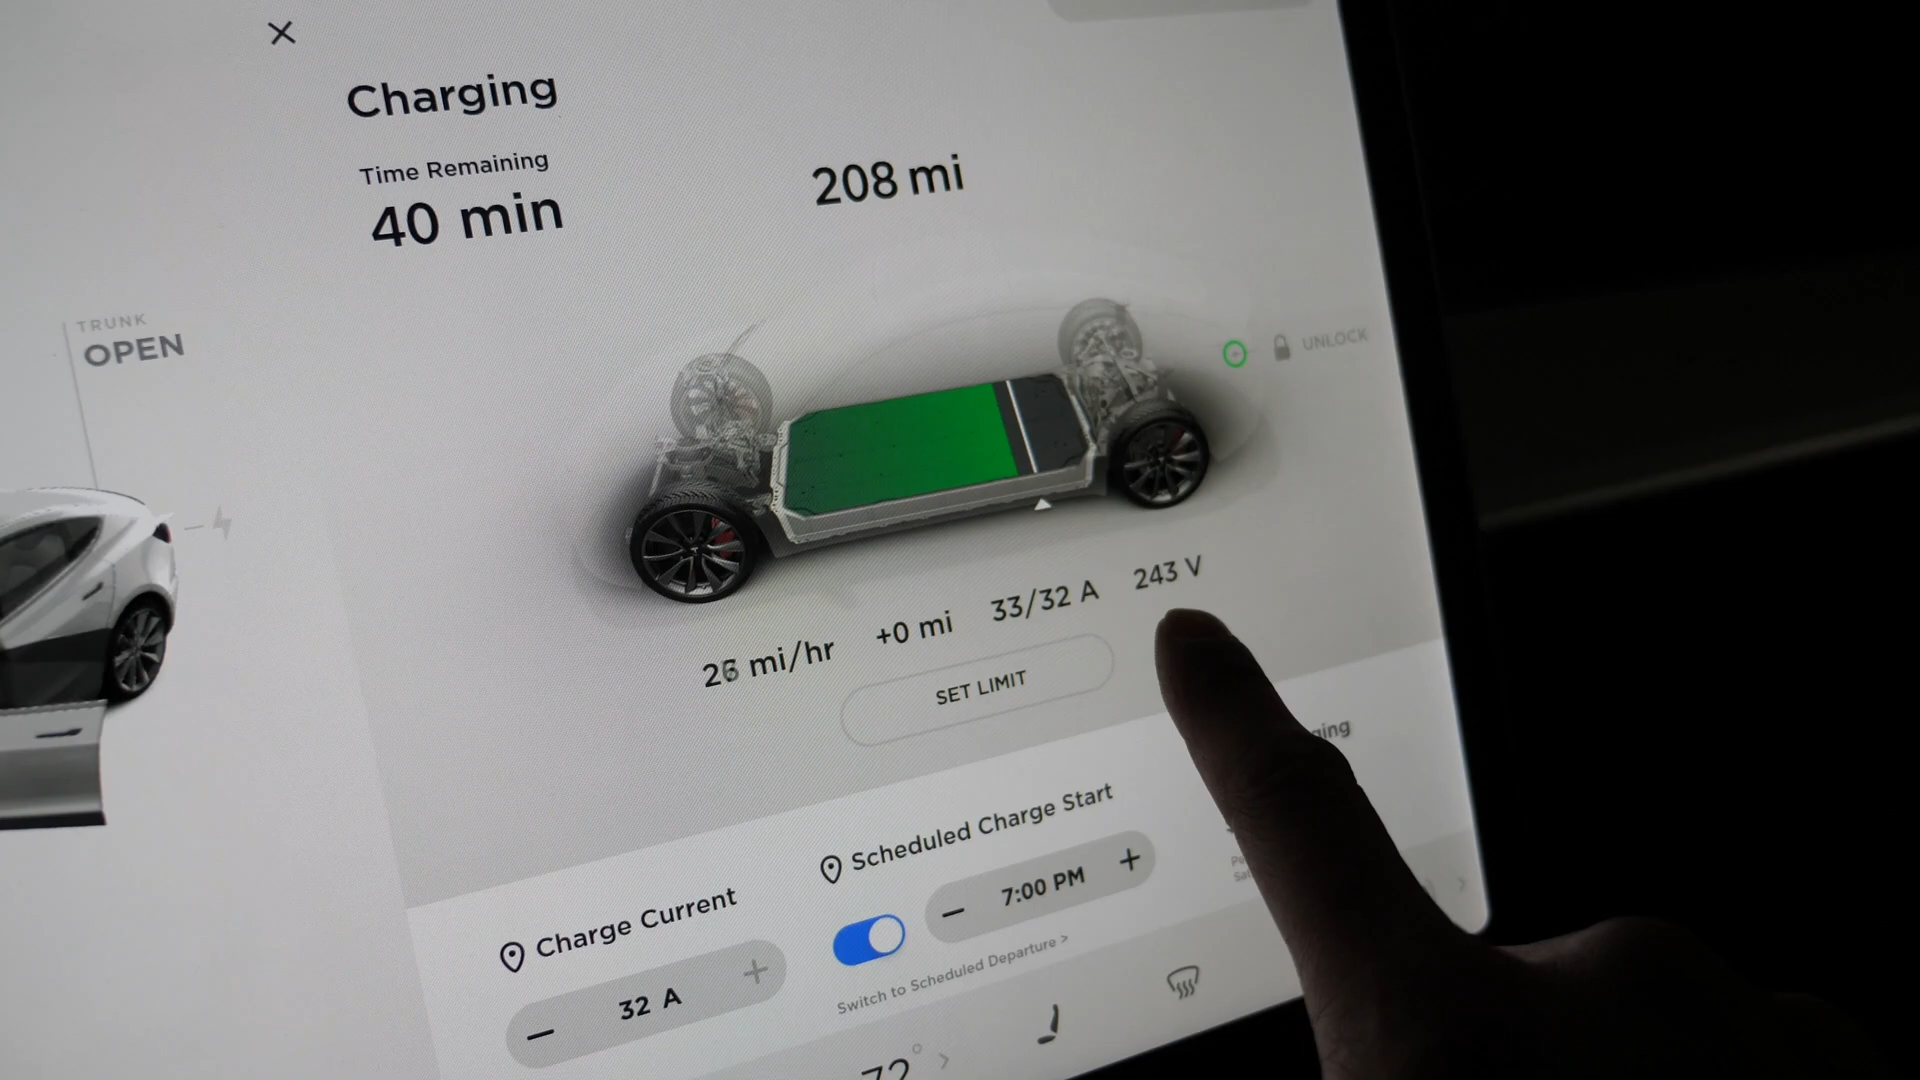 Charging
Time Remaining
40 min
208 mi
TRUNK
OPEN
UNLOCK
mi/hr
+0 mi
33/32 A
243 V
SET LIMIT
Charge Current
32 A
Scheduled Charge Start
7:00 PM
Switch to Scheduled Departure >
72°